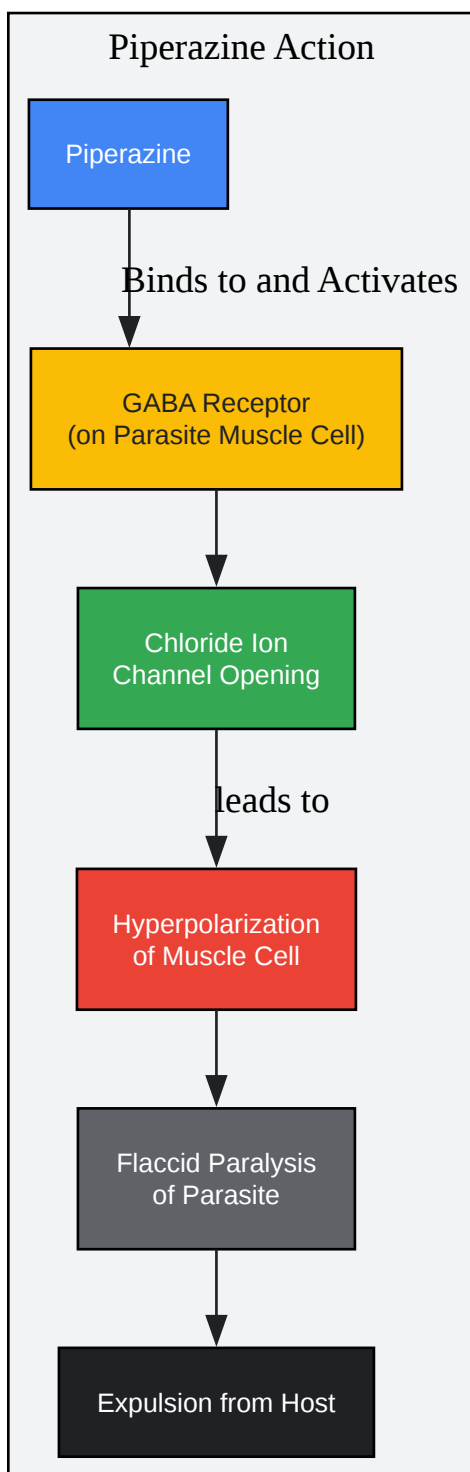 Piperazine Action
Piperazine
Binds to and Activates
GABA Receptor
(on Parasite Muscle Cell)
Chloride Ion
Channel Opening
leads to
Hyperpolarization
of Muscle Cell
Flaccid Paralysis
of Parasite
Expulsion from Host